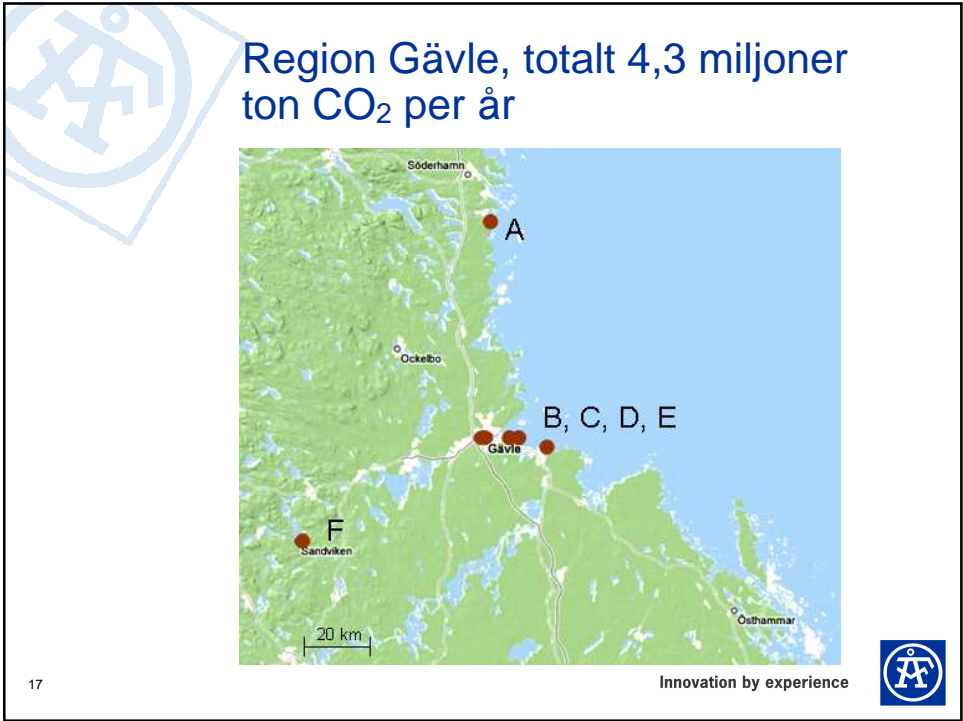 Region Gävle, totalt 4,3 miljoner
ton CO₂ per år
Söderhamn
A
Ockelbo
B, C, D, E
Gävle
F
Sandviken
Östhammar
20 km
17
Innovation by experience
ÅF